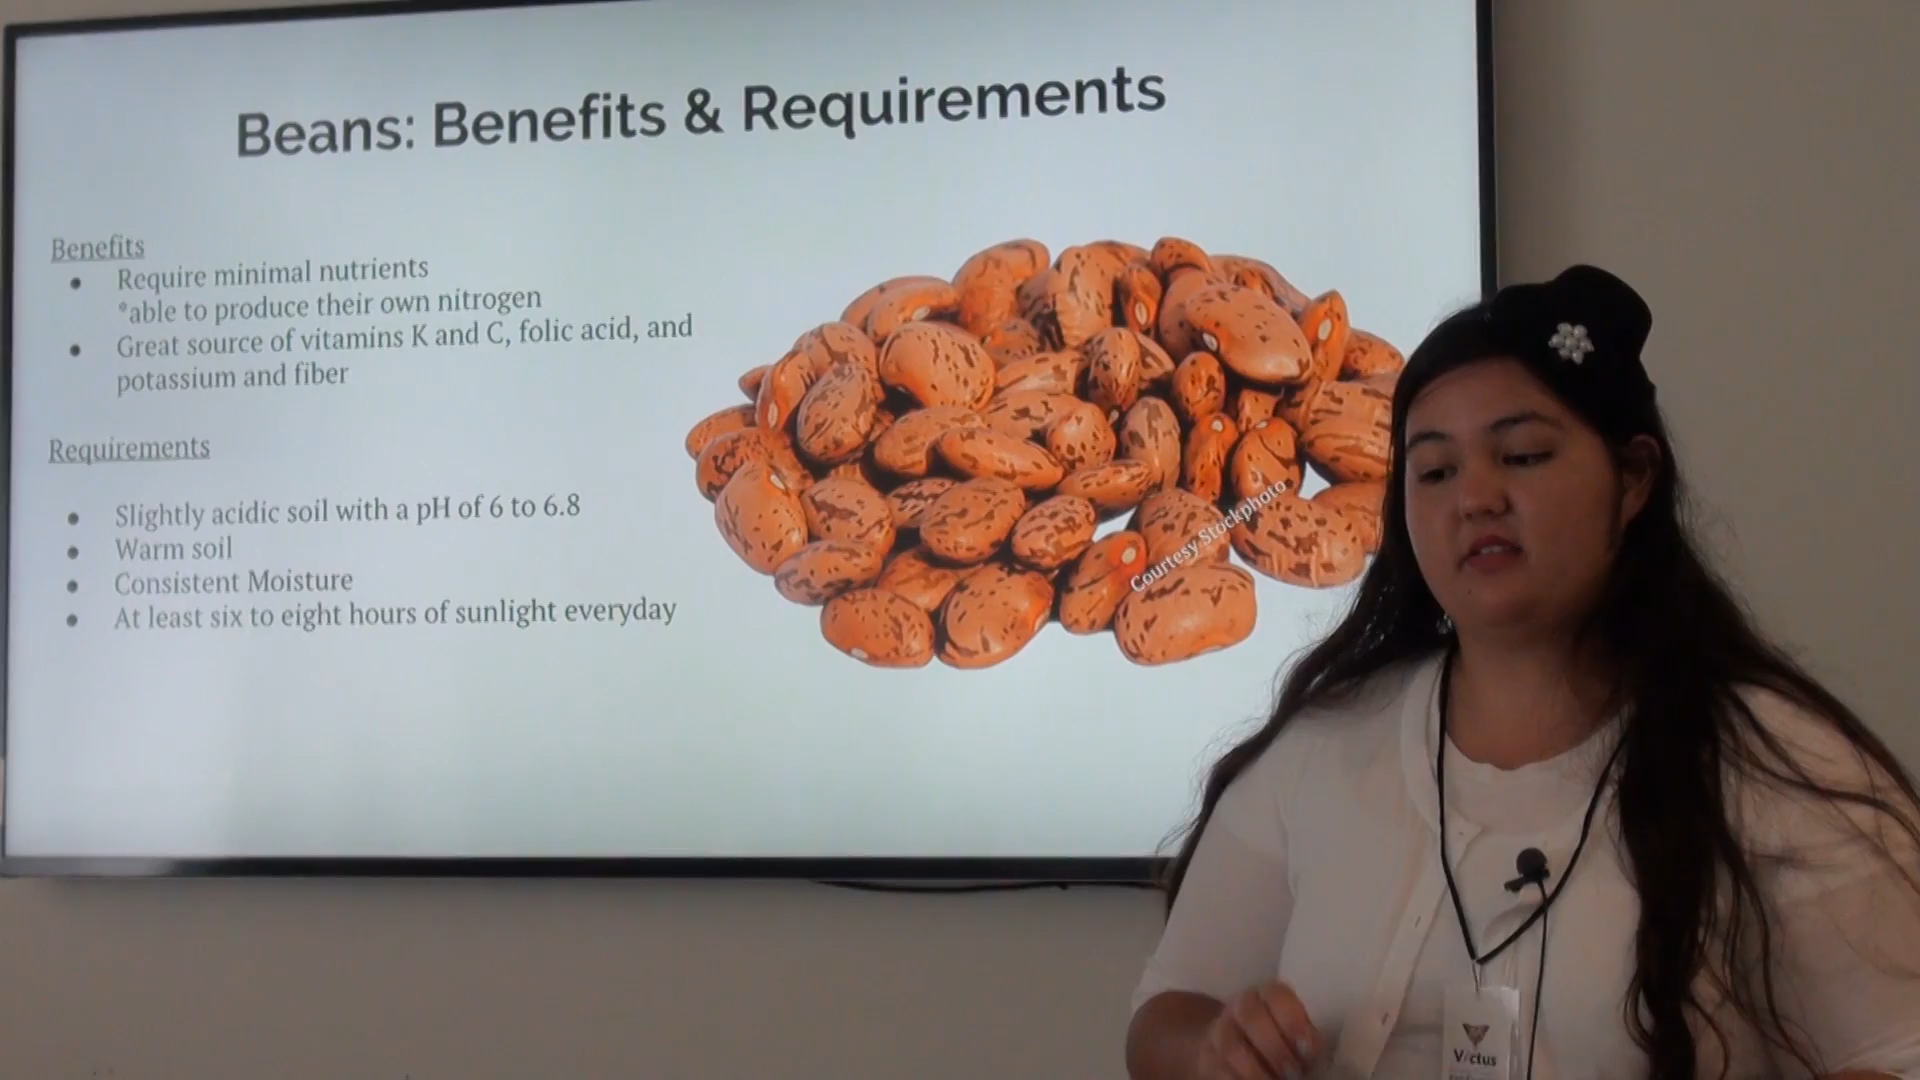 Beans: Benefits & Requirements
Benefits
Require minimal nutrients
*able to produce their own nitrogen
Great source of vitamins K and C, folic acid, and
potassium and fiber
Requirements
Slightly acidic soil with a pH of 6 to 6.8
Warm soil
Consistent Moisture
At least six to eight hours of sunlight everyday
Courtesy Stockphoto
Victus